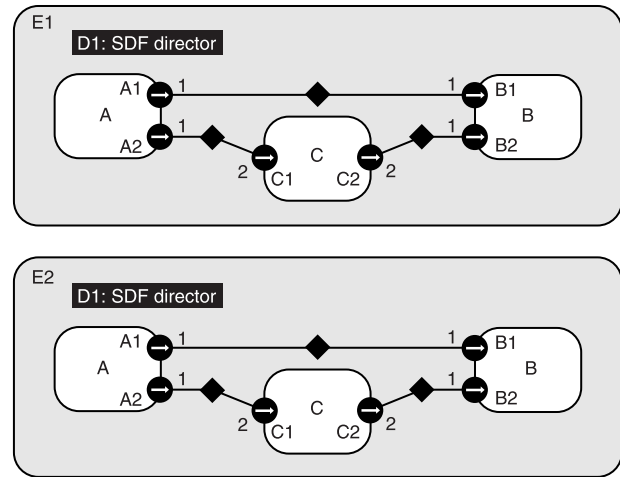 E1
D1: SDF director
A1 1 1 B1
A B
A2 1 1 B2
C
2 C1 C2 2
E2
D1: SDF director
A1 1 1 B1
A B
A2 1 1 B2
C
2 C1 C2 2